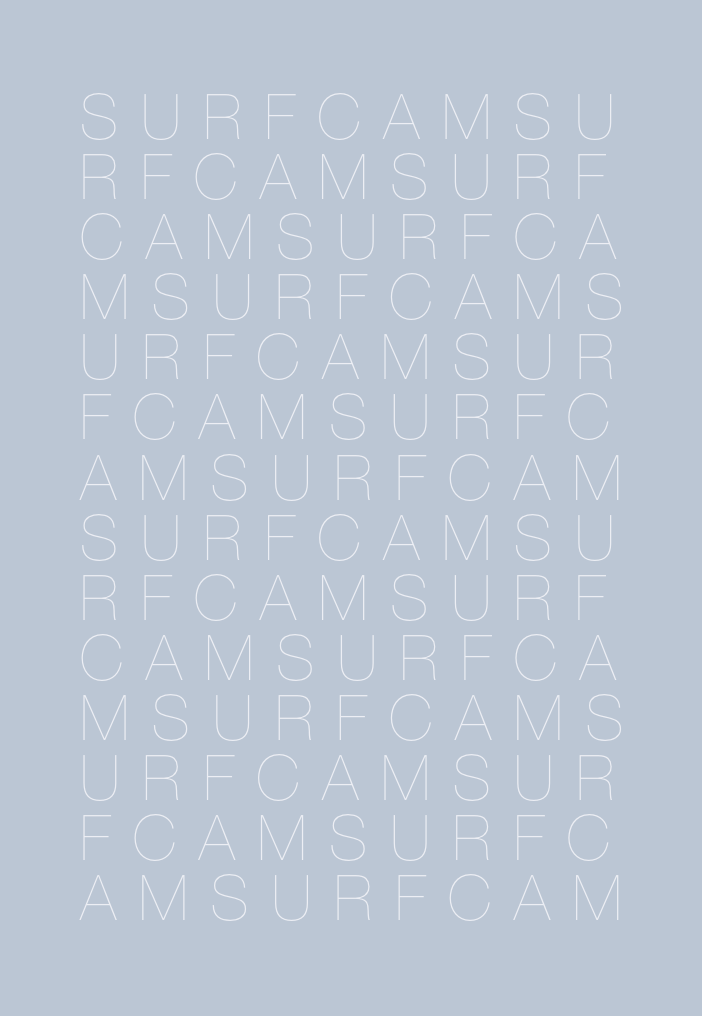 SURFCAMSU
RFCAMSURF
CAMSURFCA
MSURFCAMS
URFCAMSUR
FCAMSURFC
AMSURFCAM
SURFCAMSU
RFCAMSURF
CAMSURFCA
MSURFCAMS
URFCAMSUR
FCAMSURFC
AMSURFCAM